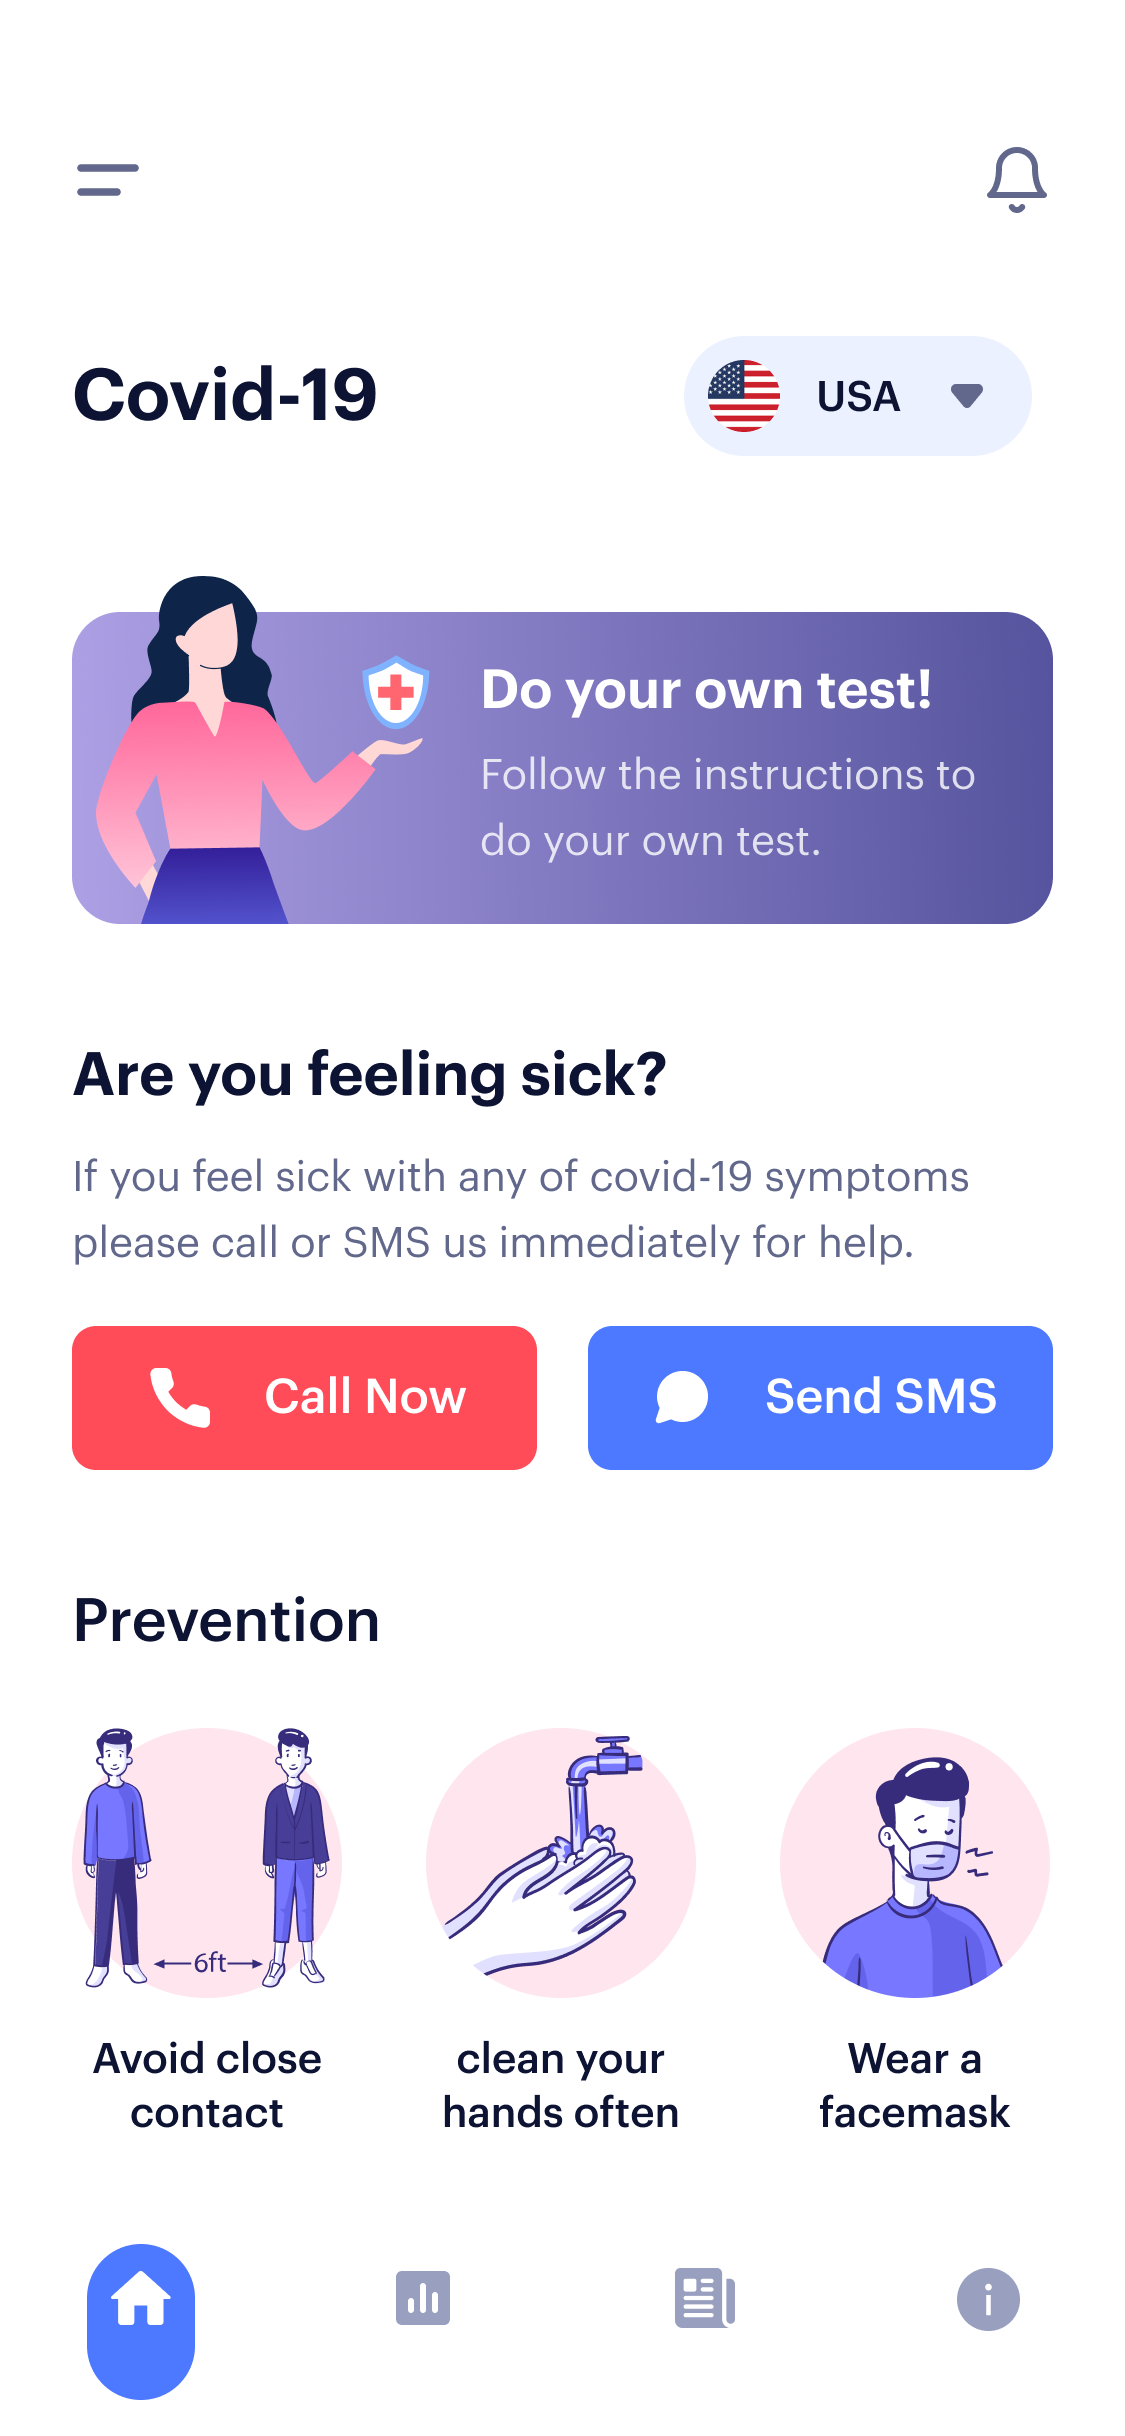 Covid-19
USA
Do your own test!
Follow the instructions to
do your own test.
Are you feeling sick?
If you feel sick with any of covid-19 symptoms
please call or SMS us immediately for help.
Call Now
Send SMS
Prevention
6ft
Avoid close
contact
clean your
hands often
Wear a
facemask